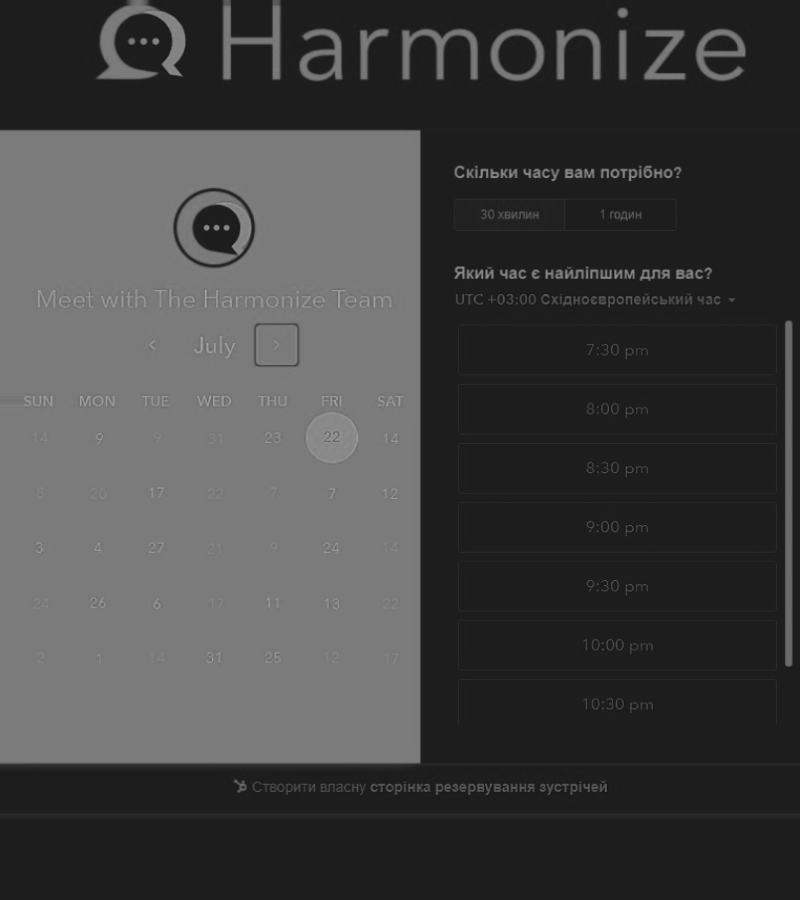 Harmonize
Meet with The Harmonize Team
July
SUN MON TUE WED THU FRI SAT
14 9 9 31 23 22 14
8 20 17 22 7 7 12
3 4 27 21 9 24 14
24 26 6 17 11 13 22
2 1 14 31 25 12 17
Скільки часу вам потрібно?
30 хвилин 1 годин
Який час є найліпшим для вас?
UTC +03:00 Східноєвропейський час
7:30 pm
8:00 pm
8:30 pm
9:00 pm
9:30 pm
10:00 pm
10:30 pm
Створити власну сторінка резервування зустрічей